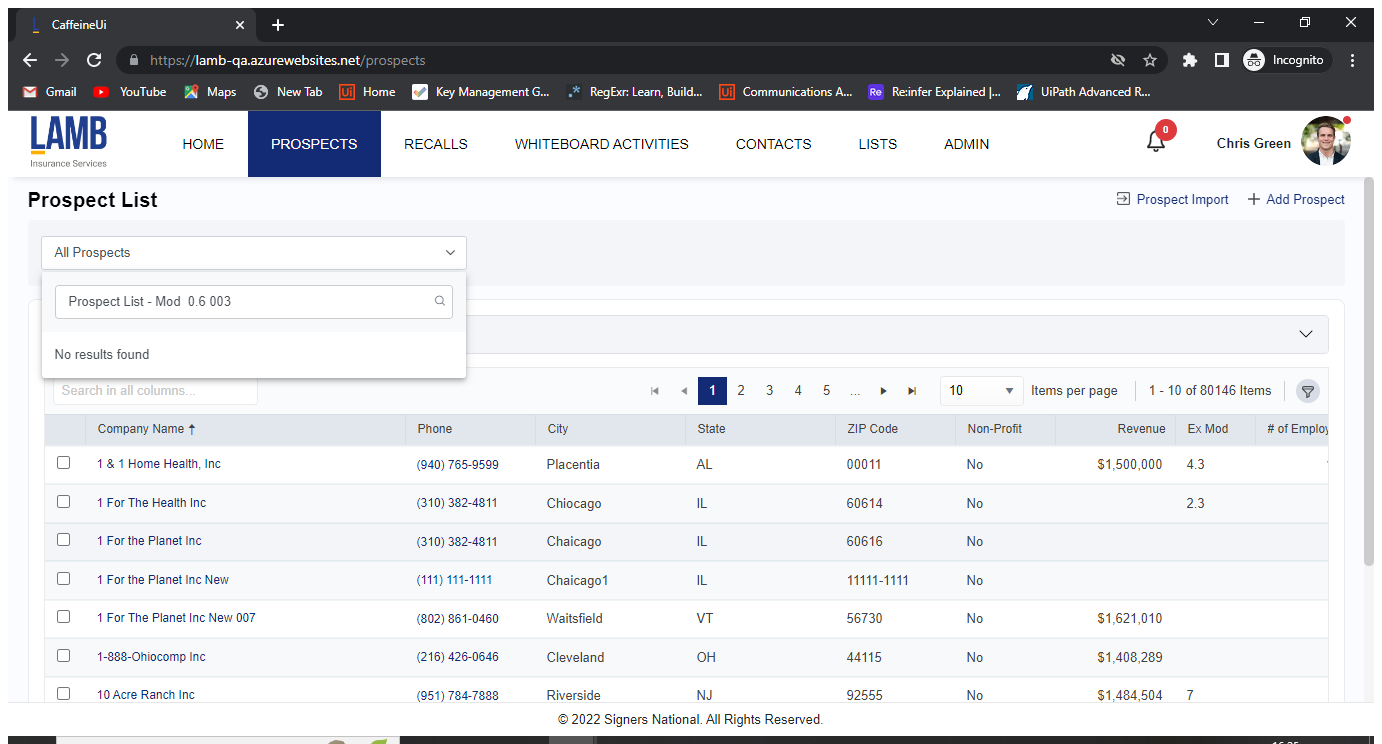 CaffeineUi
https://lamb-qa.azurewebsites.net/prospects
Incognito
Gmail YouTube Maps New Tab Ui Home Key Management G... .* RegExr: Learn, Build... Ui Communications A... Re Re:infer Explained |... UiPath Advanced R...
LAMB
Insurance Services
HOME PROSPECTS RECALLS WHITEBOARD ACTIVITIES CONTACTS LISTS ADMIN 0 Chris Green
Prospect List Prospect Import + Add Prospect
All Prospects
Prospect List - Mod  0.6 003
No results found
Search in all columns... 1 2 3 4 5 ... 10 Items per page 1 - 10 of 80146 Items
Company Name ↑ Phone City State ZIP Code Non-Profit Revenue Ex Mod # of Employ
1 & 1 Home Health, Inc (940) 765-9599 Placentia AL 00011 No $1,500,000 4.3
1 For The Health Inc (310) 382-4811 Chiocago IL 60614 No 2.3
1 For the Planet Inc (310) 382-4811 Chaicago IL 60616 No
1 For the Planet Inc New (111) 111-1111 Chaicago1 IL 11111-1111 No
1 For The Planet Inc New 007 (802) 861-0460 Waitsfield VT 56730 No $1,621,010
1-888-Ohiocomp Inc (216) 426-0646 Cleveland OH 44115 No $1,408,289
10 Acre Ranch Inc (951) 784-7888 Riverside NJ 92555 No $1,484,504 7
© 2022 Signers National. All Rights Reserved.